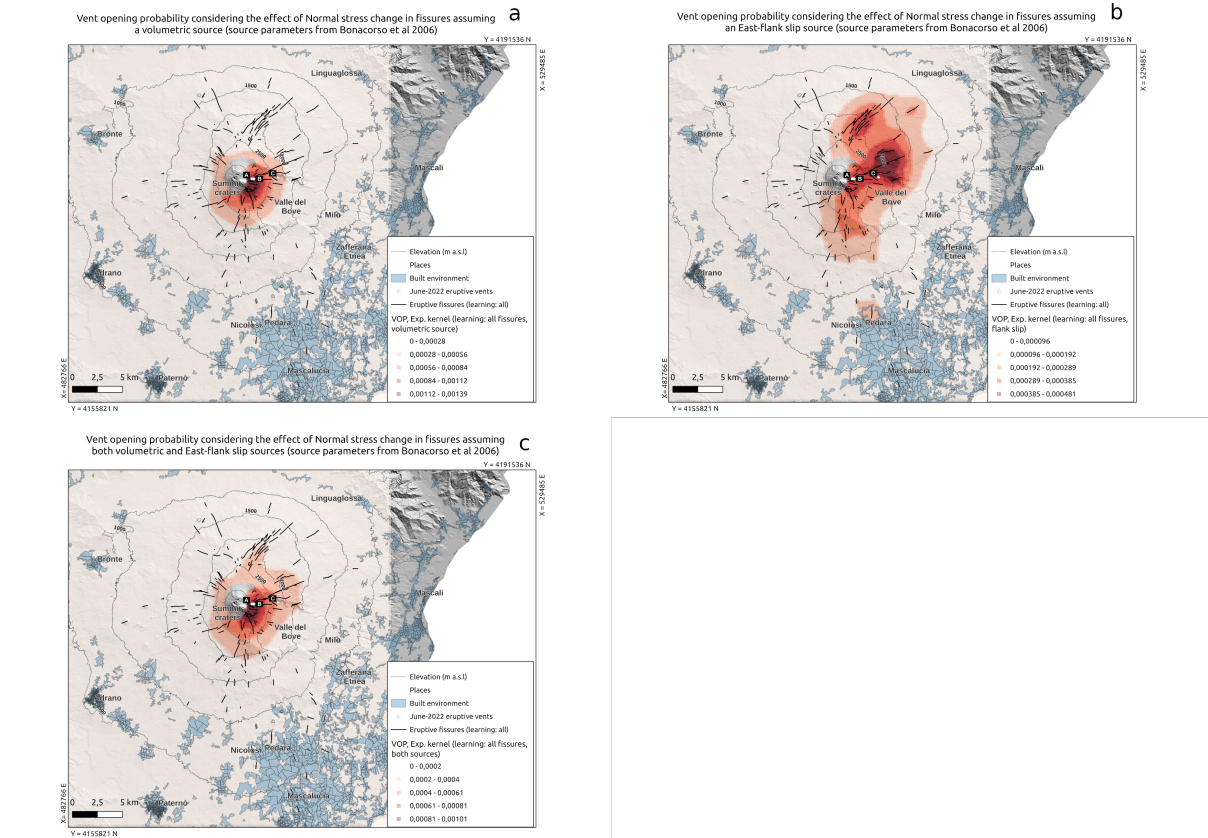 Vent opening probability considering the effect of Normal stress change in fissures assuming
a volumetric source (source parameters from Bonacorso et al 2006)
a
Y = 4191536 N
X = 529485 E
Linguaglossa
1500
1000
Bronte
2500
Mascali
A
B
C
Summit
craters
Valle del
Bove
Milo
Zafferana
Etnea
Adrano
Nicolosi
Pedara
Mascalucia
Paternò
0 2,5 5 km
X= 482766 E
Y = 4155821 N
Elevation (m a.s.l)
Places
Built environment
June-2022 eruptive vents
Eruptive fissures (learning: all)
VOP, Exp. kernel (learning: all fissures,
volumetric source)
0 - 0,00028
0,00028 - 0,00056
0,00056 - 0,00084
0,00084 - 0,00112
0,00112 - 0,00139
Vent opening probability considering the effect of Normal stress change in fissures assuming
an East-flank slip source (source parameters from Bonacorso et al 2006)
b
Y = 4191536 N
X = 529485 E
Linguaglossa
1500
1000
Bronte
2500
Mascali
A
B
C
Summit
craters
Valle del
Bove
Milo
Zafferana
Etnea
Adrano
Nicolosi
Pedara
Mascalucia
Paternò
0 2,5 5 km
X= 482766 E
Y = 4155821 N
Elevation (m a.s.l)
Places
Built environment
June-2022 eruptive vents
Eruptive fissures (learning: all)
VOP, Exp. kernel (learning: all fissures,
flank slip)
0 - 0,000096
0,000096 - 0,000192
0,000192 - 0,000289
0,000289 - 0,000385
0,000385 - 0,000481
Vent opening probability considering the effect of Normal stress change in fissures assuming
both volumetric and East-flank slip sources (source parameters from Bonacorso et al 2006)
c
Y = 4191536 N
X = 529485 E
Linguaglossa
1500
1000
Bronte
2500
Mascali
A
B
C
Summit
craters
Valle del
Bove
Milo
Zafferana
Etnea
Adrano
Nicolosi
Pedara
Mascalucia
Paternò
0 2,5 5 km
X= 482766 E
Y = 4155821 N
Elevation (m a.s.l)
Places
Built environment
June-2022 eruptive vents
Eruptive fissures (learning: all)
VOP, Exp. kernel (learning: all fissures,
both sources)
0 - 0,0002
0,0002 - 0,0004
0,0004 - 0,00061
0,00061 - 0,00081
0,00081 - 0,00101